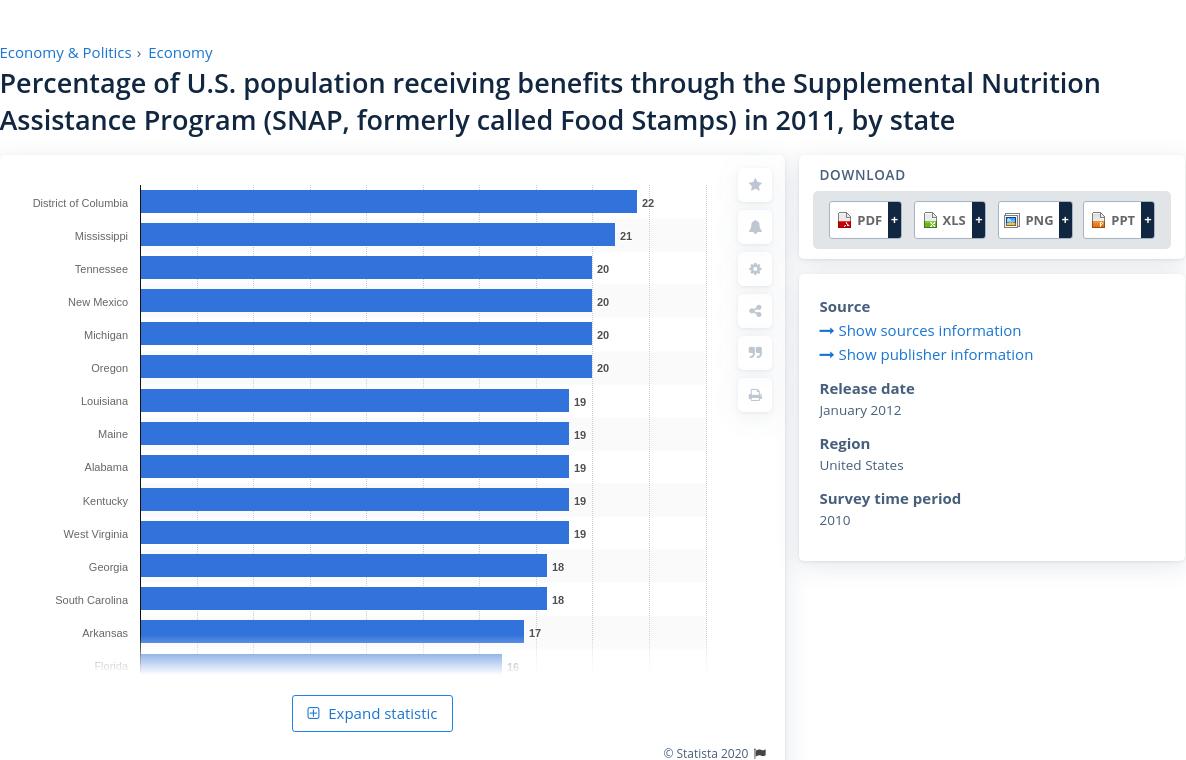 Economy & Politics › Economy
Percentage of U.S. population receiving benefits through the Supplemental Nutrition
Assistance Program (SNAP, formerly called Food Stamps) in 2011, by state
District of Columbia 22
Mississippi 21
Tennessee 20
New Mexico 20
Michigan 20
Oregon 20
Louisiana 19
Maine 19
Alabama 19
Kentucky 19
West Virginia 19
Georgia 18
South Carolina 18
Arkansas 17
Florida 16
Expand statistic
© Statista 2020
DOWNLOAD
PDF + XLS + PNG + PPT +
Source
Show sources information
Show publisher information
Release date
January 2012
Region
United States
Survey time period
2010